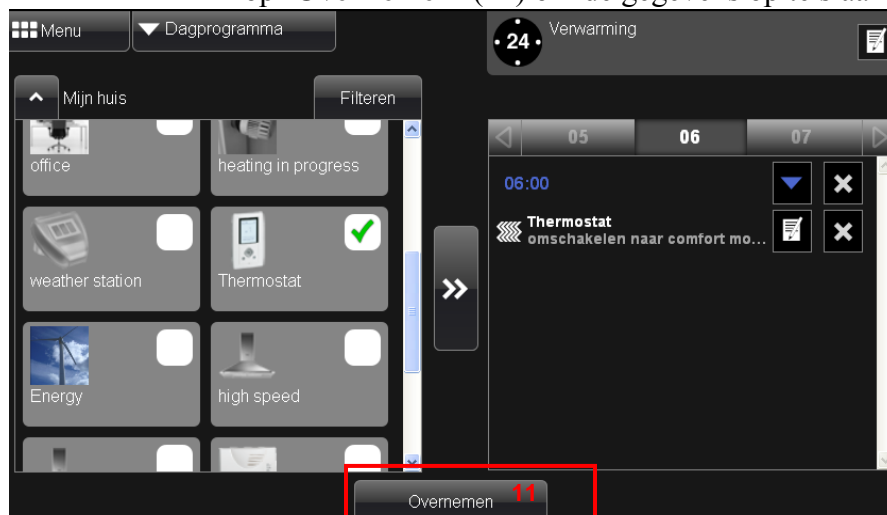 Menu
Dagprogramma
24
Verwarming
Mijn huis
Filteren
office
heating in progress
05
06
07
06:00
Thermostat
omschakelen naar comfort mo...
weather station
Thermostat
Energy
high speed
Overnemen
11